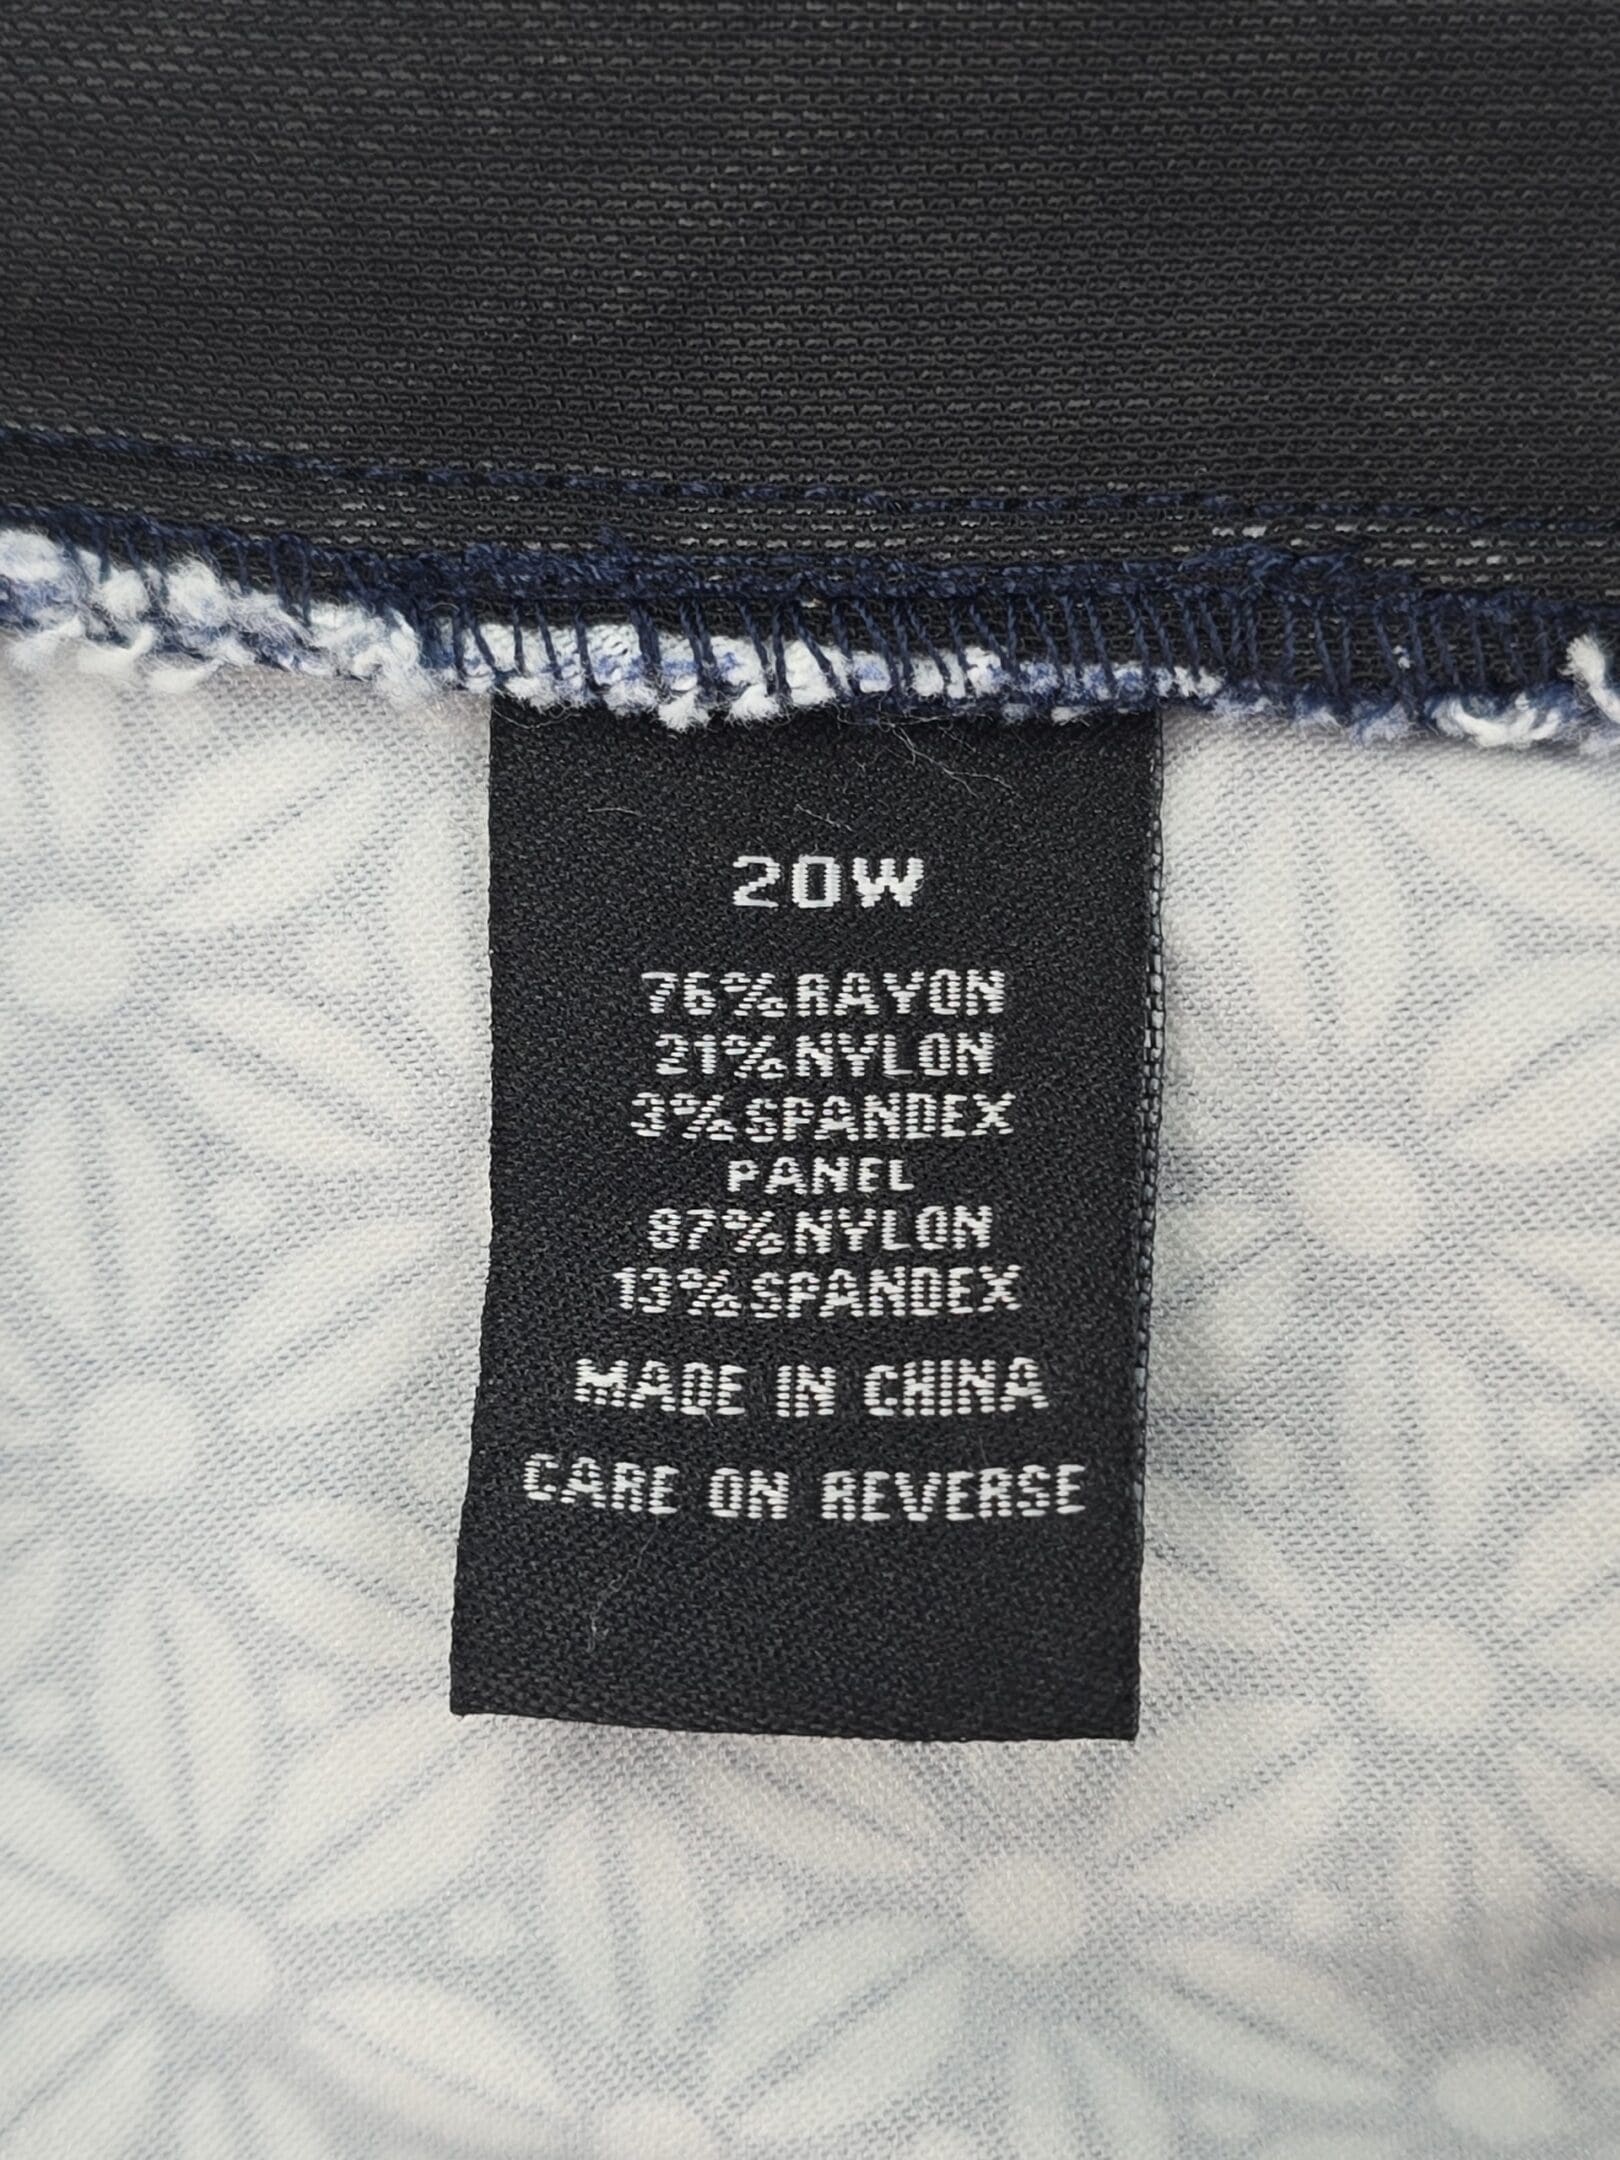 20W
76%RAYON
21%NYLON
3%SPANDEX
PANEL
87%NYLON
13%SPANDEX
MADE IN CHINA
CARE ON REVERSE